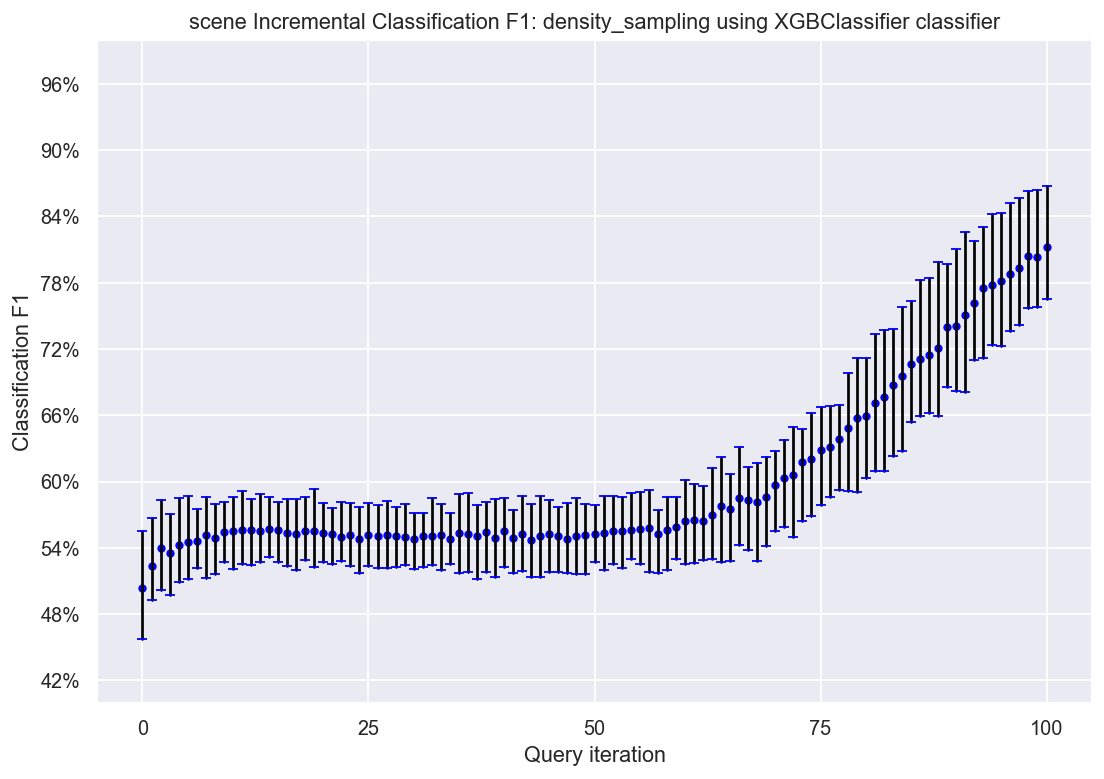 scene Incremental Classification F1: density_sampling using XGBClassifier classifier
96%
90%
84%
78%
72%
66%
60%
54%
48%
42%
Classification F1
0 25 50 75 100
Query iteration